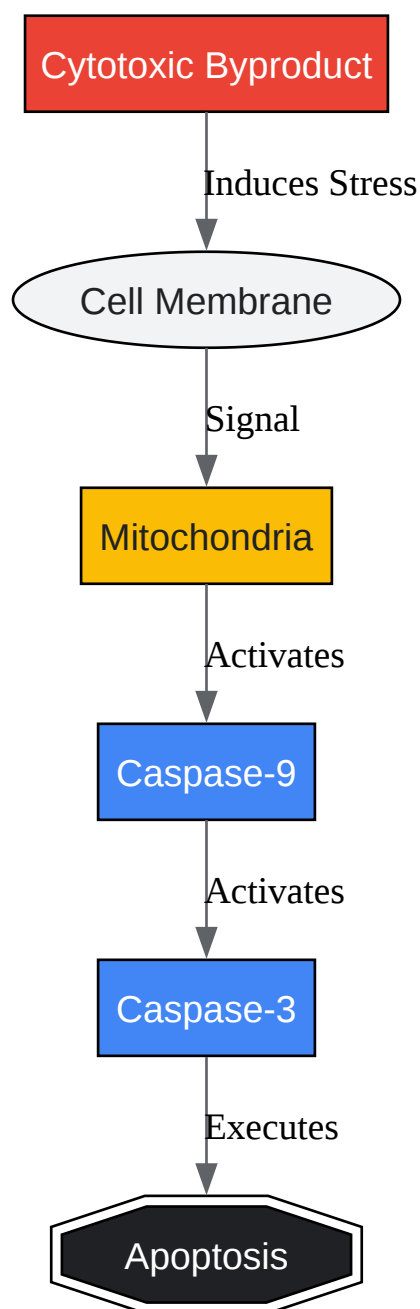 Cytotoxic Byproduct
Induces Stress
Cell Membrane
Signal
Mitochondria
Activates
Caspase-9
Activates
Caspase-3
Executes
Apoptosis